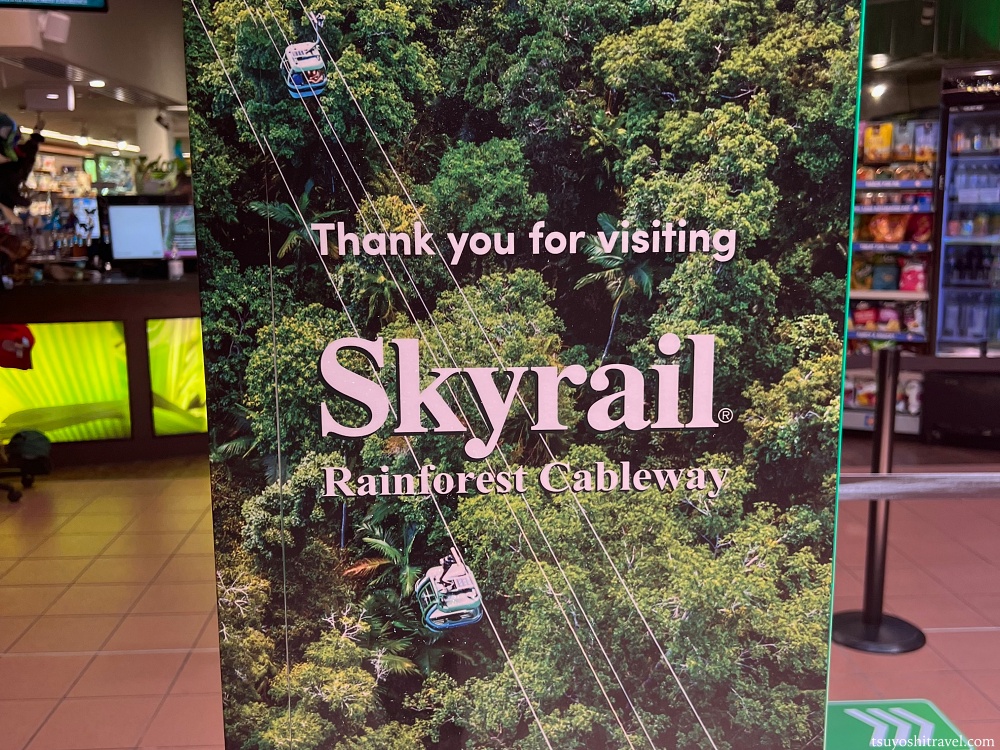 Thank you for visiting
Skyrail®
Rainforest Cableway
tsuyoshitravel.com